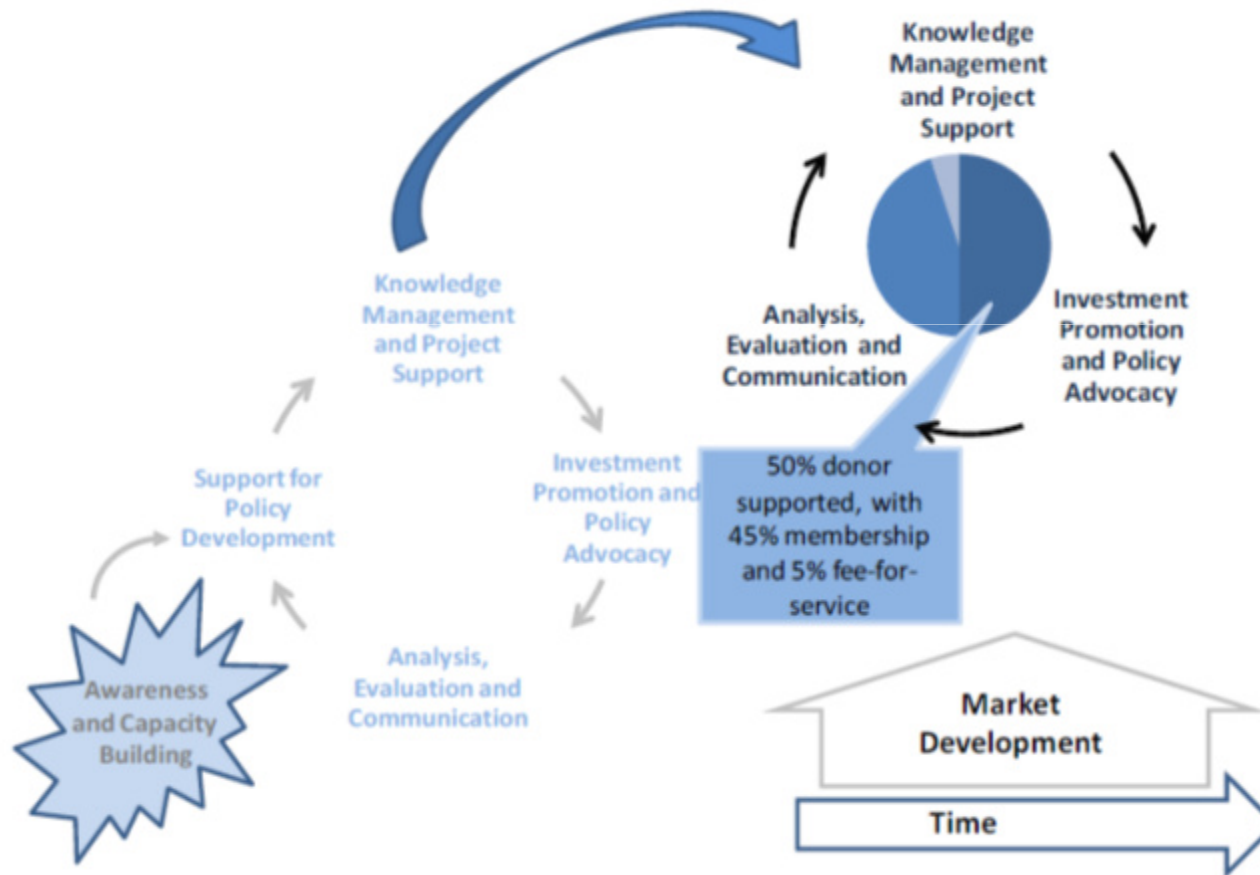 Knowledge
Management
and Project
Support
Investment
Promotion
and Policy
Advocacy
Analysis,
Evaluation and
Communication
50% donor
supported, with
45% membership
and 5% fee-for-
service
Knowledge
Management
and Project
Support
Investment
Promotion and
Policy
Advocacy
Analysis,
Evaluation and
Communication
Support for
Policy
Development
Awareness
and Capacity
Building
Market
Development
Time